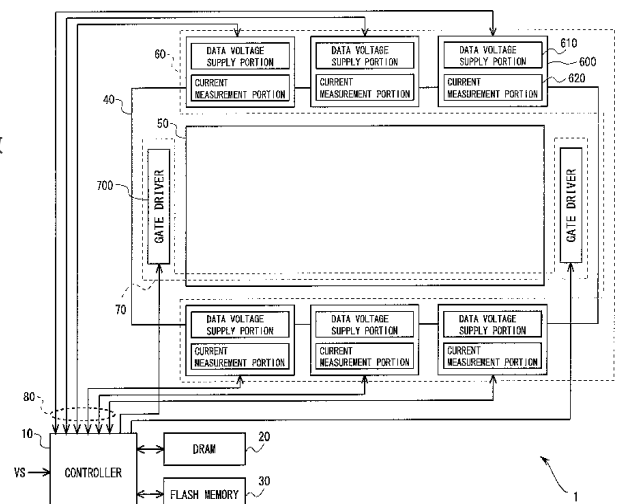 60
DATA VOLTAGE
SUPPLY PORTION
CURRENT
MEASUREMENT PORTION
DATA VOLTAGE
SUPPLY PORTION
CURRENT
MEASUREMENT PORTION
DATA VOLTAGE
SUPPLY PORTION
CURRENT
MEASUREMENT PORTION
610
600
620
40
50
700
GATE DRIVER
GATE DRIVER
70
DATA VOLTAGE
SUPPLY PORTION
CURRENT
MEASUREMENT PORTION
DATA VOLTAGE
SUPPLY PORTION
CURRENT
MEASUREMENT PORTION
DATA VOLTAGE
SUPPLY PORTION
CURRENT
MEASUREMENT PORTION
80
10
VS
CONTROLLER
DRAM
20
FLASH MEMORY
30
1